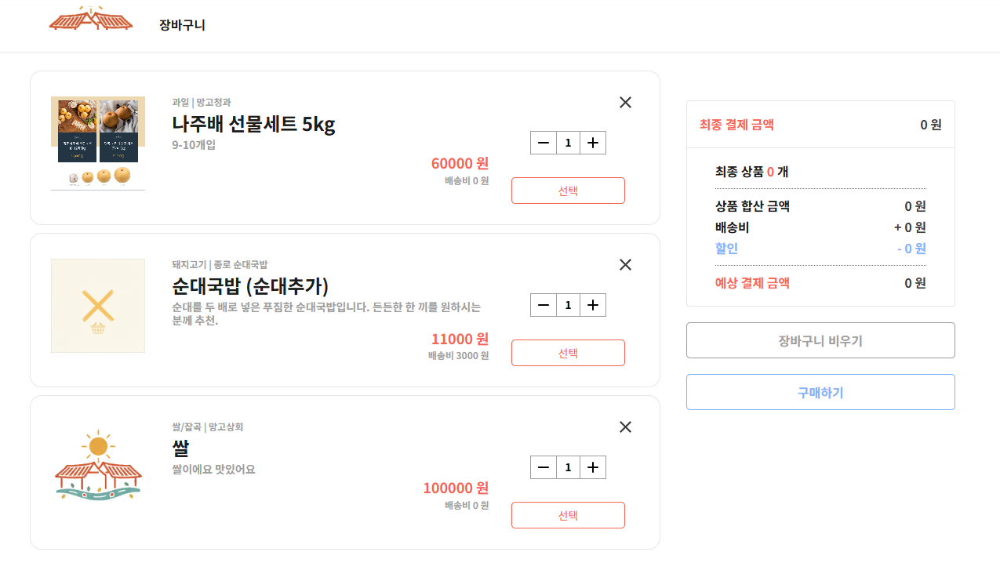 장바구니
과일 | 망고청과
나주배 선물세트 5kg
9-10개입
1
60000 원
배송비 0 원
선택
돼지고기 | 종로 순대국밥
순대국밥 (순대추가)
순대를 두 배로 넣은 푸짐한 순대국밥입니다. 든든한 한 끼를 원하시는
분께 추천.
1
11000 원
배송비 3000 원
선택
쌀/잡곡 | 망고상회
쌀
쌀이에요 맛있어요
1
100000 원
배송비 0 원
선택
최종 결제 금액 0 원
최종 상품 0 개
상품 합산 금액 0 원
배송비 + 0 원
할인 - 0 원
예상 결제 금액 0 원
장바구니 비우기
구매하기